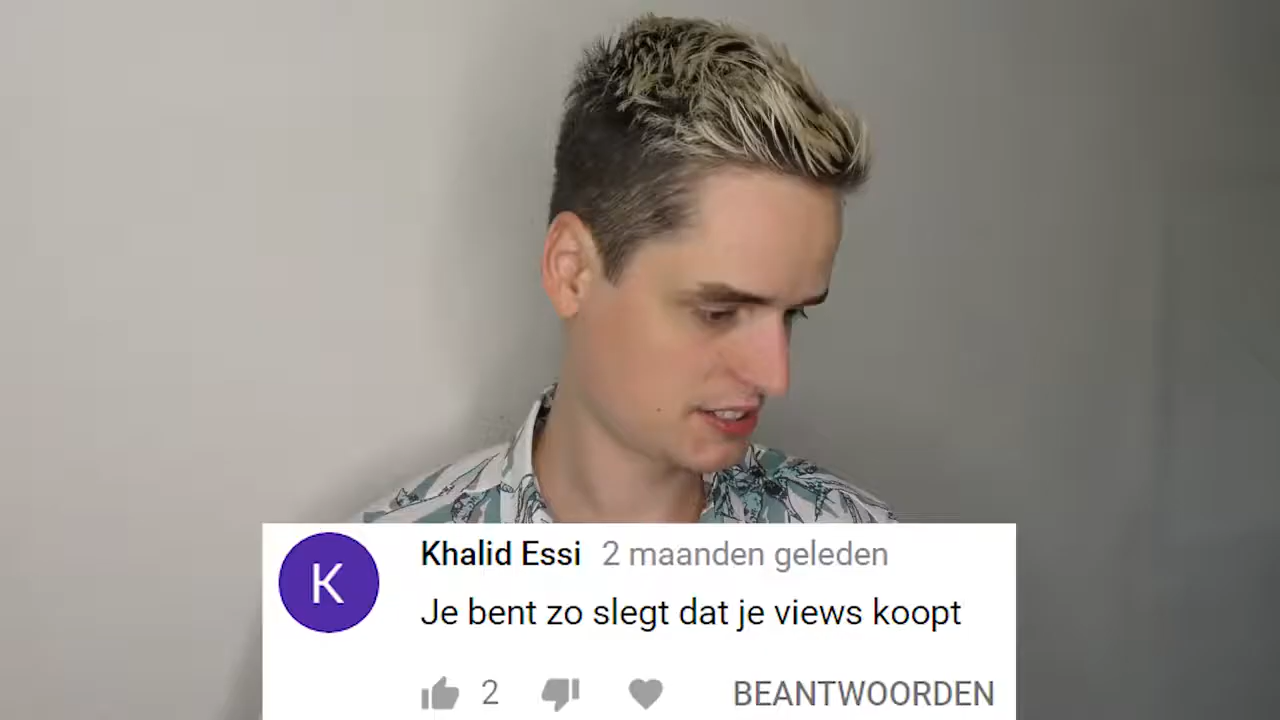 K
Khalid Essi 2 maanden geleden
Je bent zo slegt dat je views koopt
2
BEANTWOORDEN